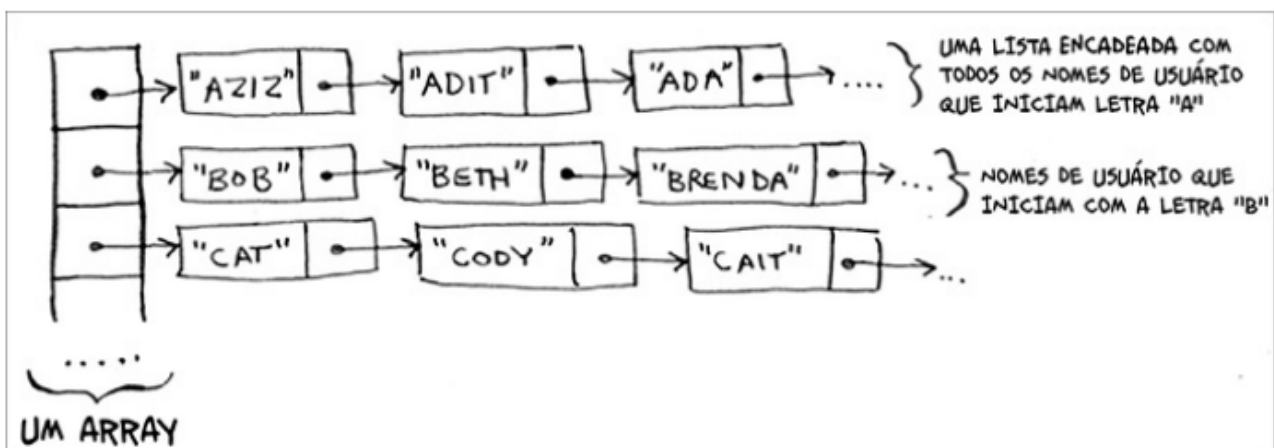 "AZIZ" "ADIT" "ADA" ....
UMA LISTA ENCADEADA COM
TODOS OS NOMES DE USUÁRIO
QUE INICIAM LETRA "A"
"BOB" "BETH" "BRENDA" ...
NOMES DE USUÁRIO QUE
INICIAM COM A LETRA "B"
"CAT" "CODY" "CAIT" ...
.....
UM ARRAY